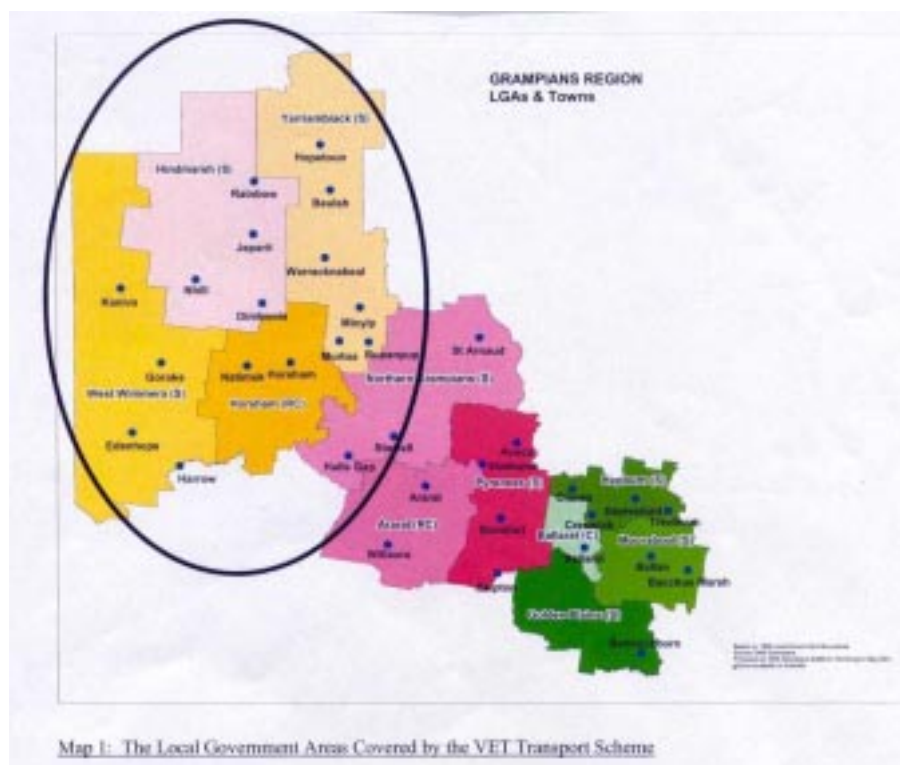 GRAMPIANS REGION
LGAs & Towns
Yarriambiack (S)
Hopetoun
Hindmarsh (S)
Rainbow
Beulah
Jeparit
Warracknabeal
Nhill
Kaniva
Dimboola
Minyip
Murtoa
Rupanyup
St Arnaud
Goroke
Natimuk
Horsham
Northern Grampians (S)
West Wimmera (S)
Horsham (RC)
Edenhope
Stawell
Avoca
Halls Gap
Harrow
Pyrenees (S)
Hepburn (S)
Ararat
Clunes
Daylesford
Creswick
Trentham
Ararat (RC)
Beaufort
Ballarat (C)
Moorabool (S)
Willaura
Ballarat
Ballan
Bacchus Marsh
Skipton
Golden Plains (S)
Bannockburn
Map 1: The Local Government Areas Covered by the VET Transport Scheme